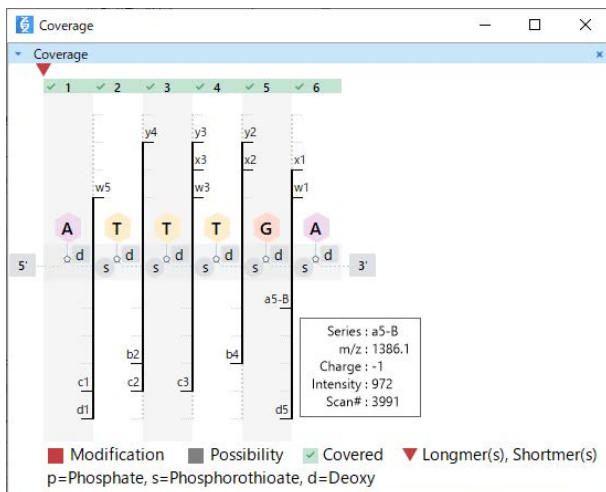 Coverage
Coverage
1 2 3 4 5 6
y4 y3 y2
x3 x2 x1
w5 w3 w1
A T T T G A
d d d d d d
5' s s s s s 3'
a5-B
Series : a5-B
m/z : 1386.1
Charge : -1
Intensity : 972
Scan# : 3991
b2 b4
c1 c2 c3
d1 d5
Modification Possibility Covered Longmer(s), Shortmer(s)
p=Phosphate, s=Phosphorothioate, d=Deoxy